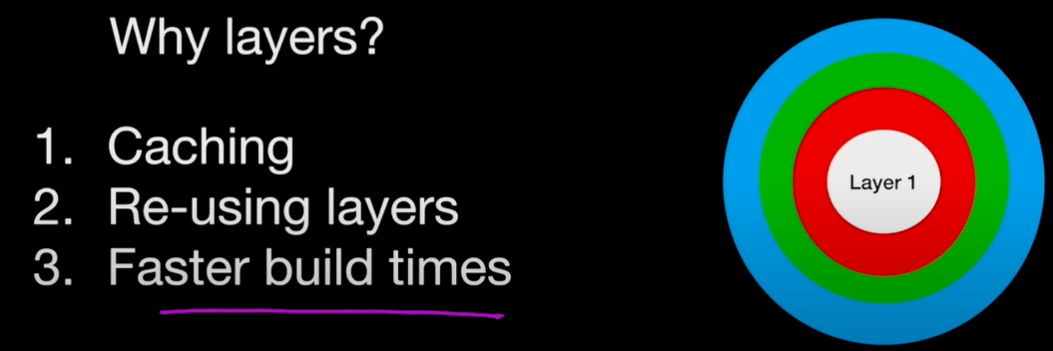 Why layers?
1. Caching
2. Re-using layers
3. Faster build times
Layer 1